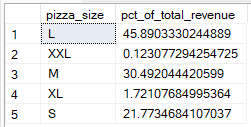 pizza_size pct_of_total_revenue
1 L 45.8903330244889
2 XXL 0.123077294254725
3 M 30.492044420599
4 XL 1.72107684995364
5 S 21.7734684107037